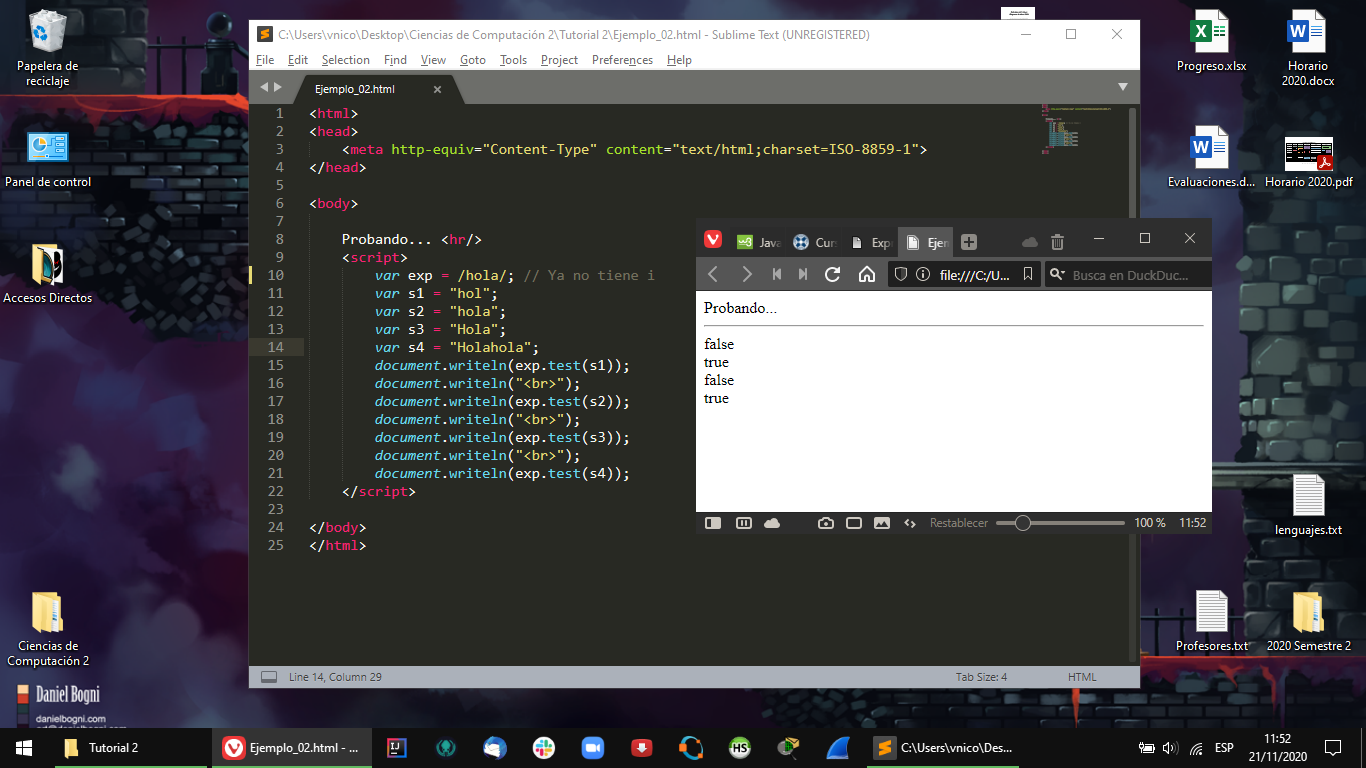 Papelera de
reciclaje
Panel de control
Accesos Directos
Ciencias de
Computación 2
Daniel Bogni
danielbogni.com
C:\Users\vnico\Desktop\Ciencias de Computación 2\Tutorial 2\Ejemplo_02.html - Sublime Text (UNREGISTERED)
File Edit Selection Find View Goto Tools Project Preferences Help
Ejemplo_02.html
1 <html>
2 <head>
3 <meta http-equiv="Content-Type" content="text/html;charset=ISO-8859-1">
4 </head>
5
6 <body>
7
8 Probando... <hr/>
9 <script>
10 var exp = /hola/; // Ya no tiene i
11 var s1 = "hol";
12 var s2 = "hola";
13 var s3 = "Hola";
14 var s4 = "Holahola";
15 document.writeln(exp.test(s1));
16 document.writeln("<br>");
17 document.writeln(exp.test(s2));
18 document.writeln("<br>");
19 document.writeln(exp.test(s3));
20 document.writeln("<br>");
21 document.writeln(exp.test(s4));
22 </script>
23
24 </body>
25 </html>
Line 14, Column 29
Tab Size: 4
HTML
Java
Curs
Expr
Ejen
file:///C:/U...
Busca en DuckDuc...
Probando...
false
true
false
true
Restablecer
100 %
11:52
Progreso.xlsx
Horario
2020.docx
Evaluaciones.d...
Horario 2020.pdf
lenguajes.txt
Profesores.txt
2020 Semestre 2
Tutorial 2
Ejemplo_02.html - ...
IJ
HS
C:\Users\vnico\Des...
ESP
11:52
21/11/2020